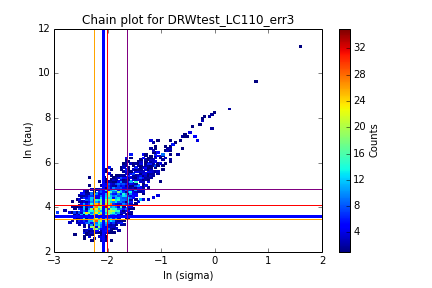 Chain plot for DRWtest_LC110_err3
12
10
8
6
4
2
ln (tau)
−3 −2 −1 0 1 2
ln (sigma)
32
28
24
20
16
12
8
4
Counts